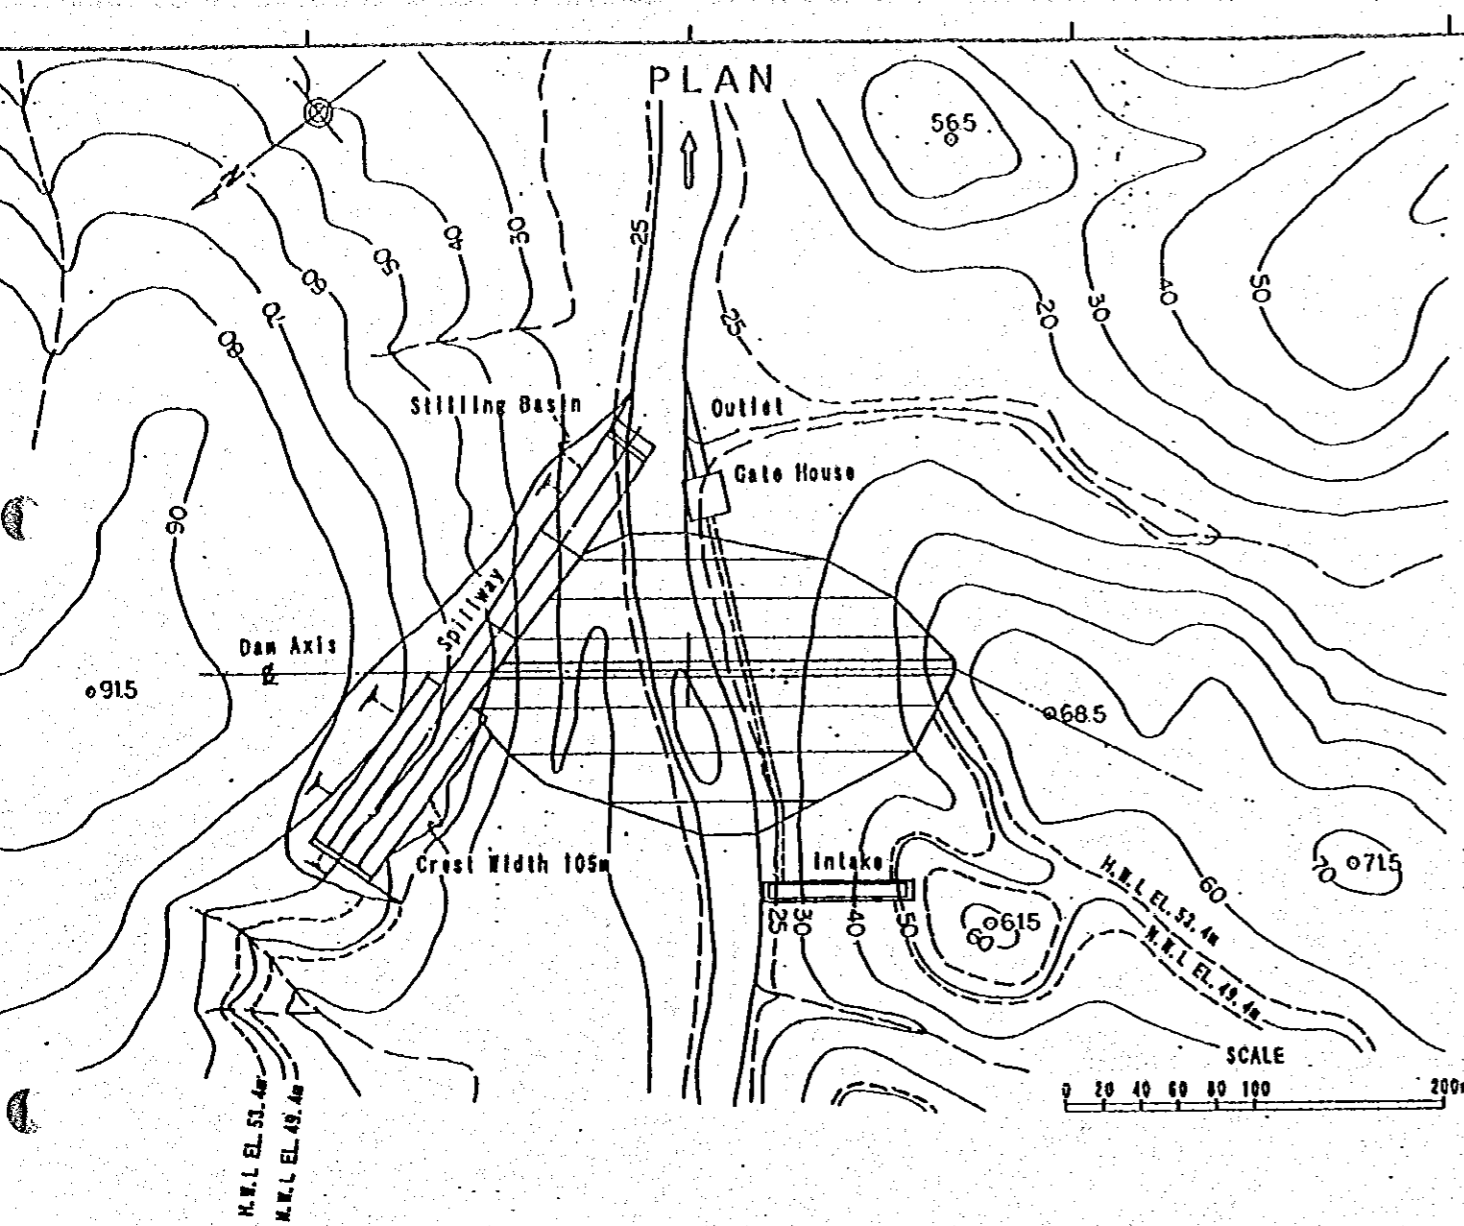 PLAN
56.5
N
25
30
40
50
60
70
80
25
20
30
40
50
Stilling Basin
Outlet
Gate House
90
Spillway
Dam Axis
91.5
68.5
Crest Width 105m
Intake
H.W.L EL. 53.4m
N.W.L EL. 49.4m
60
70
71.5
61.5
60
25
30
40
50
SCALE
0 20 40 60 80 100 200m
H.W.L EL. 53.4m
N.W.L EL. 49.4m